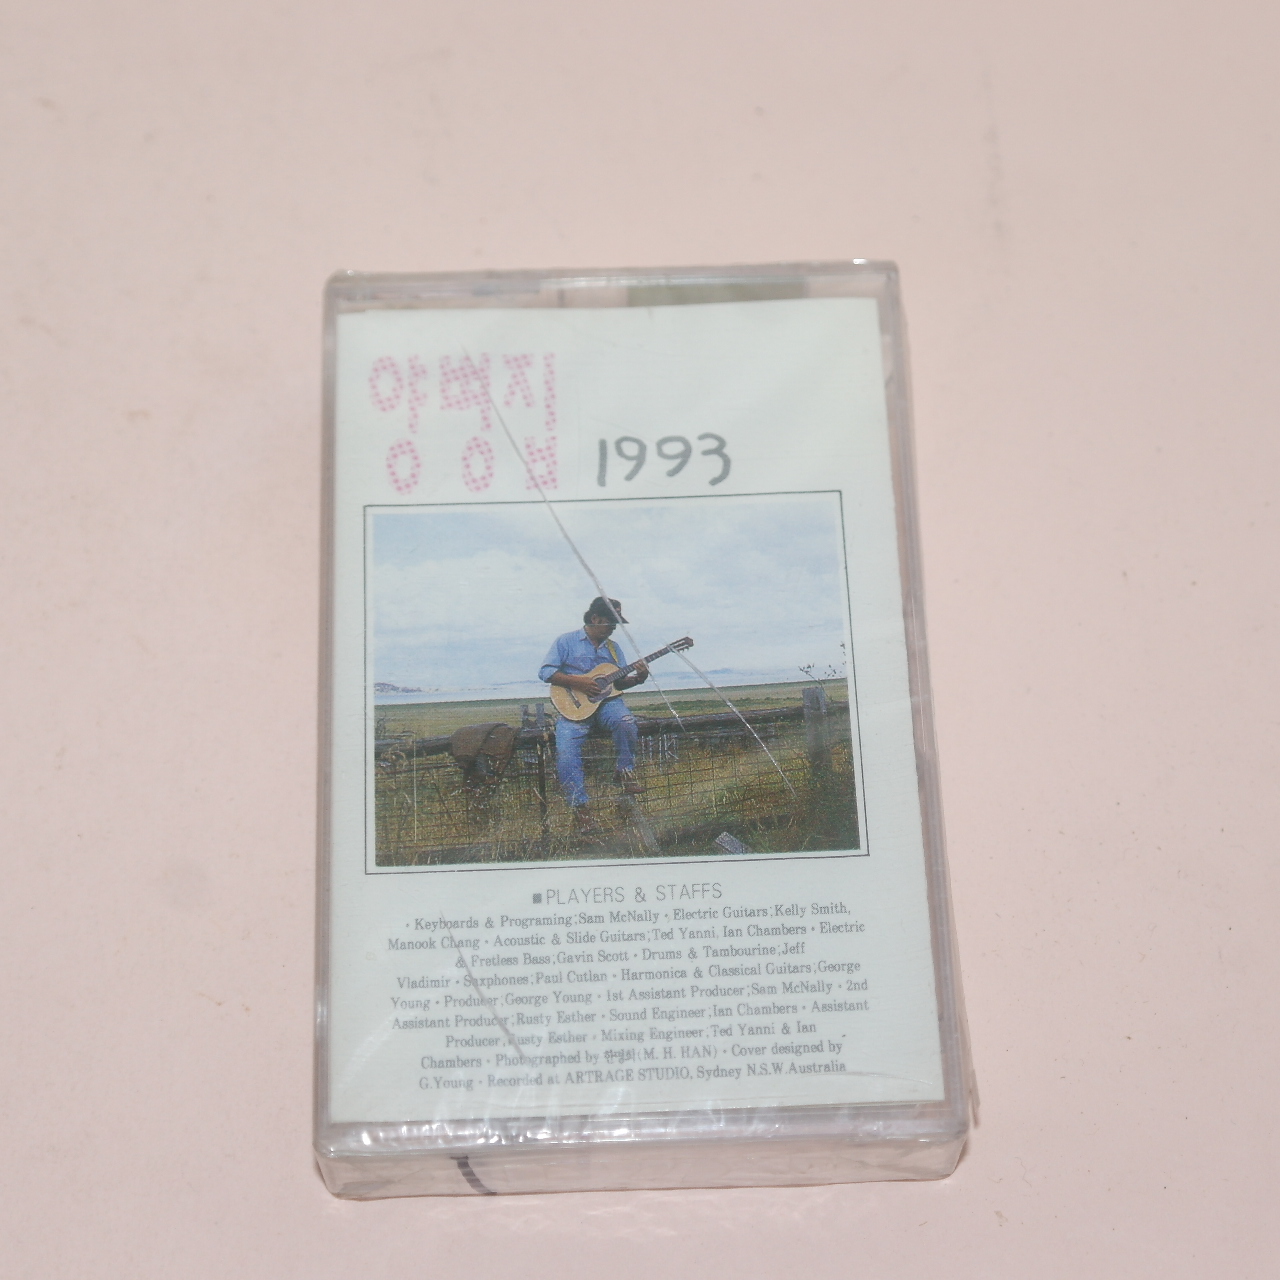 양병집
1993
■PLAYERS & STAFFS
• Keyboards & Programing;Sam McNally • Electric Guitars;Kelly Smith,
Manook Chang • Acoustic & Slide Guitars;Ted Yanni, Ian Chambers • Electric
& Fretless Bass;Gavin Scott • Drums & Tambourine;Jeff
Vladimir • Saxphones;Paul Cutlan • Harmonica & Classical Guitars;George
Young • Producer;George Young • 1st Assistant Producer;Sam McNally • 2nd
Assistant Producer;Rusty Esther • Sound Engineer;Ian Chambers • Assistant
Producer;Rusty Esther • Mixing Engineer;Ted Yanni & Ian
Chambers • Photographed by (M. H. HAN) • Cover designed by
G.Young • Recorded at ARTRAGE STUDIO, Sydney N.S.W.Australia